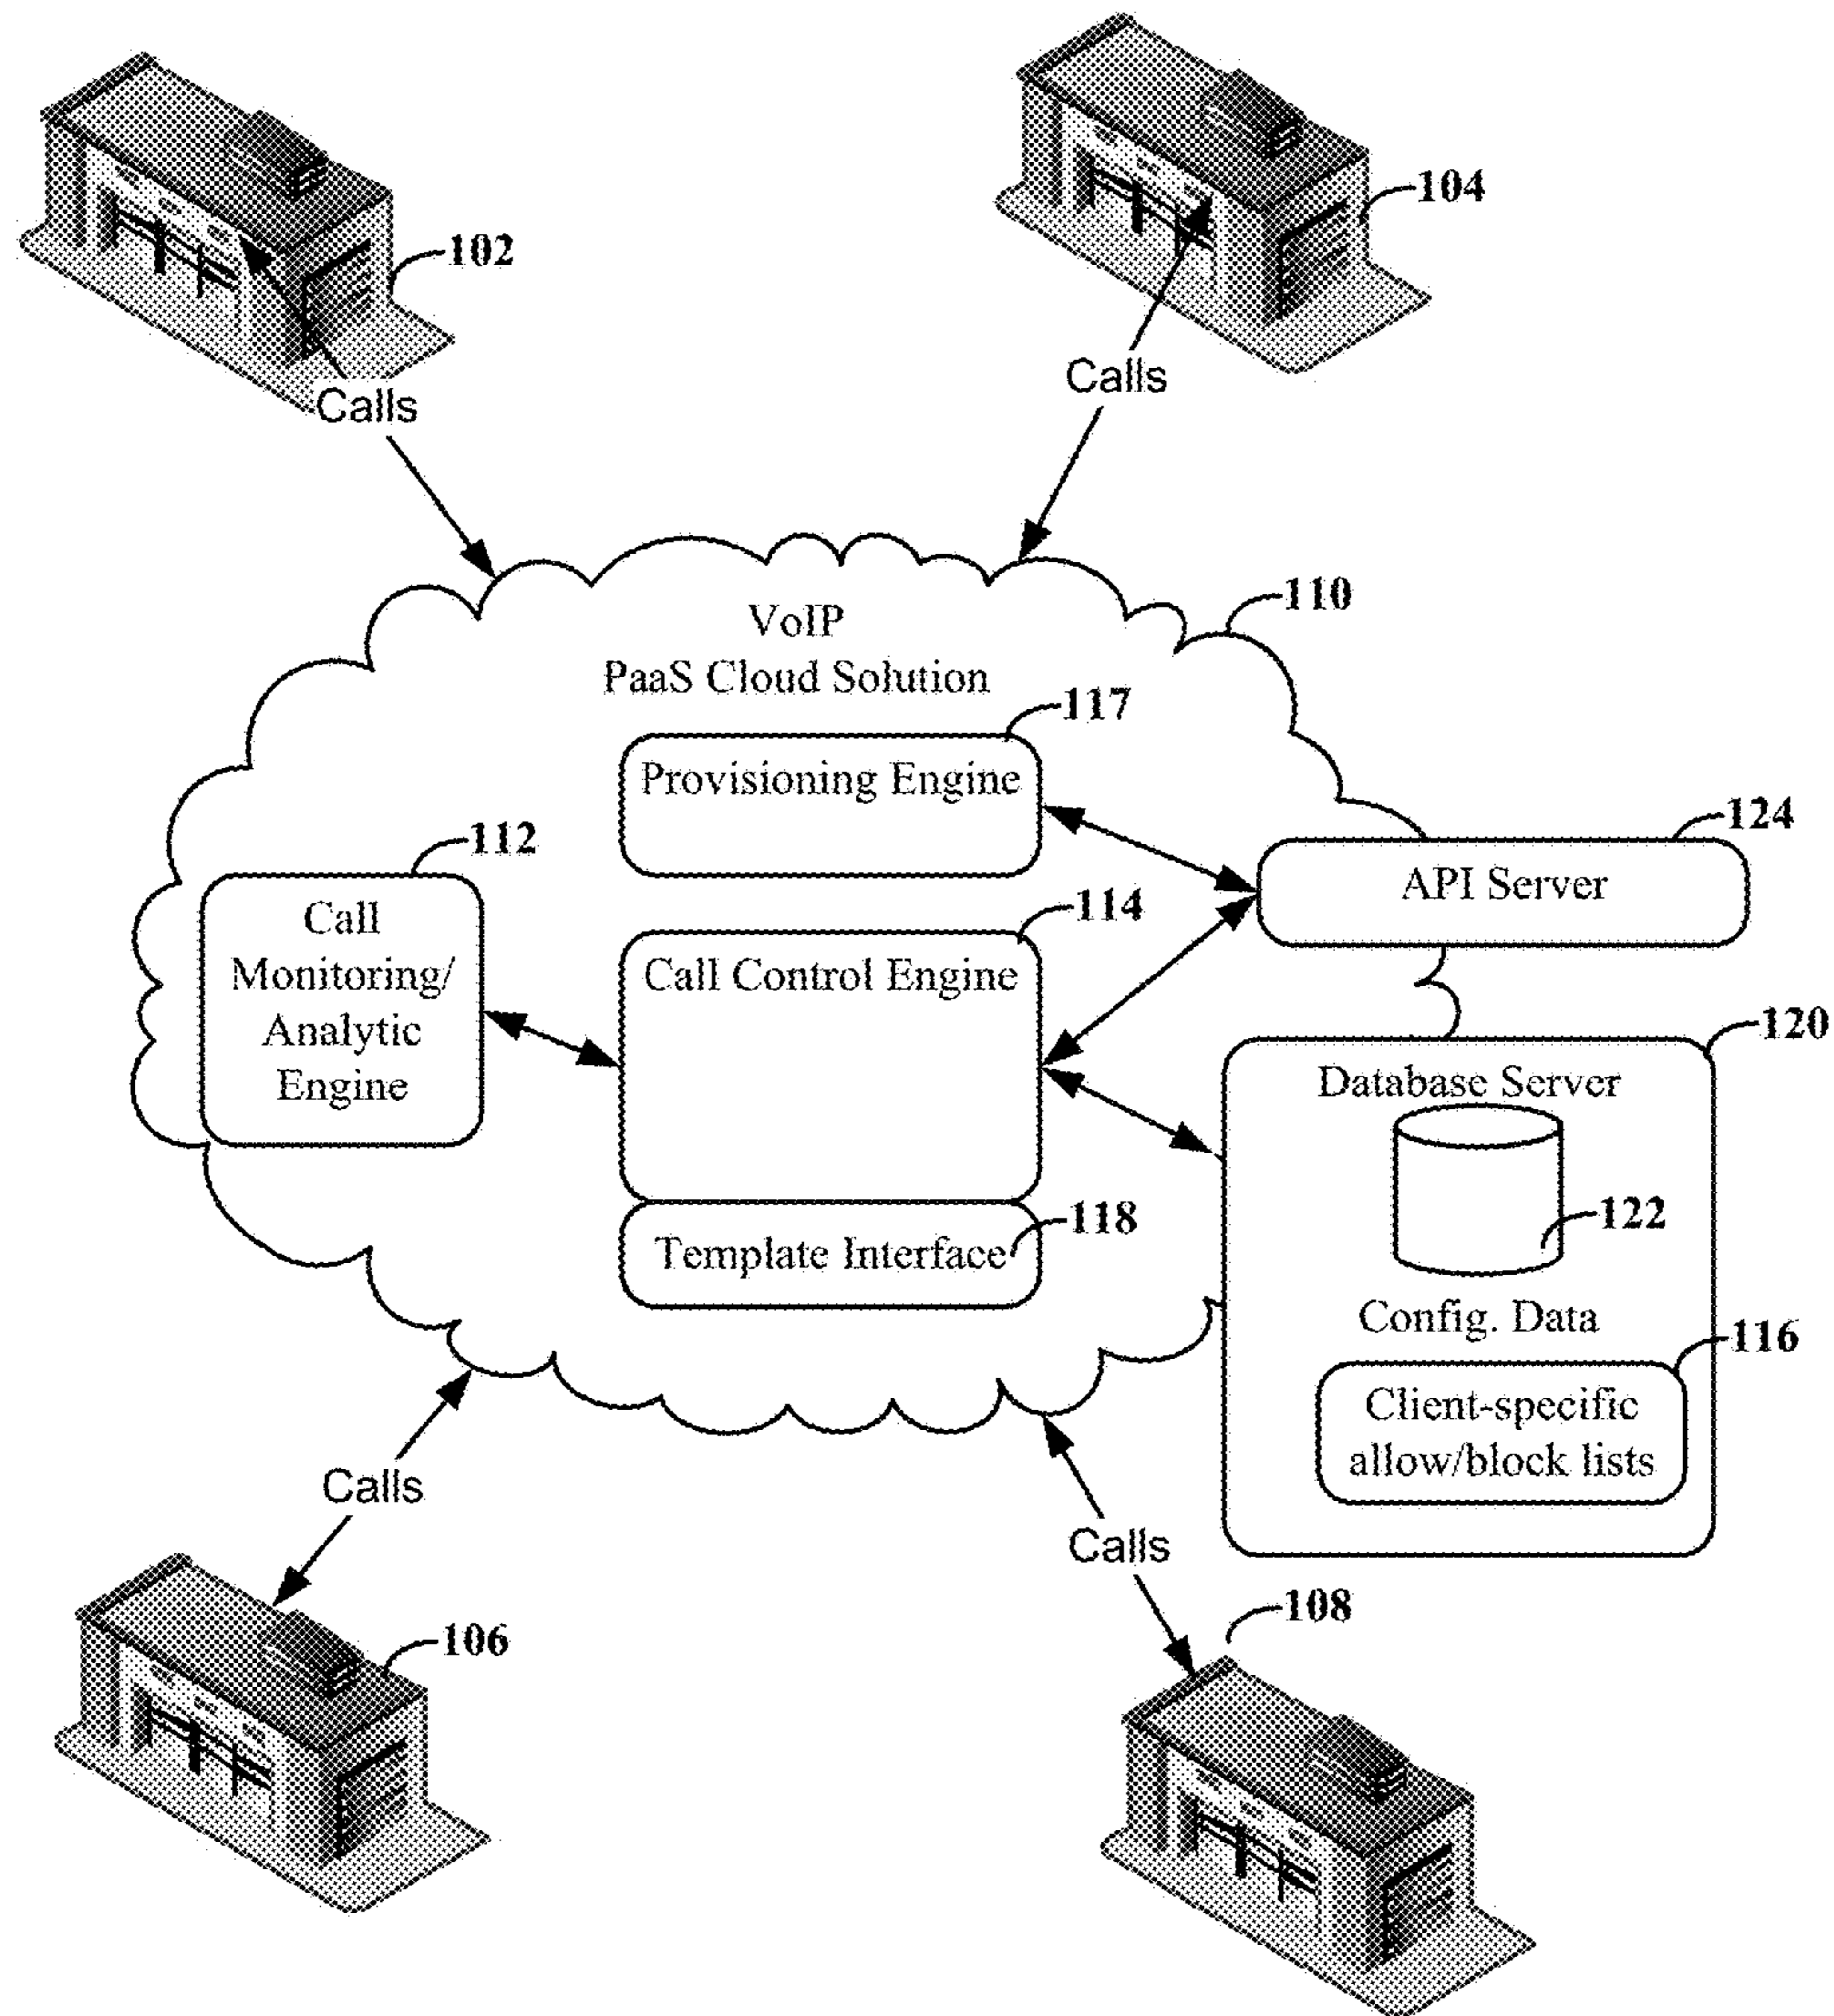 104
102
Calls
Calls
110
VoIP
PaaS Cloud Solution
117
Provisioning Engine
124
API Server
112
Call
Monitoring/
Analytic
Engine
114
Call Control Engine
120
Database Server
122
118
Template Interface
Config. Data
116
Client-specific
allow/block lists
Calls
Calls
108
106